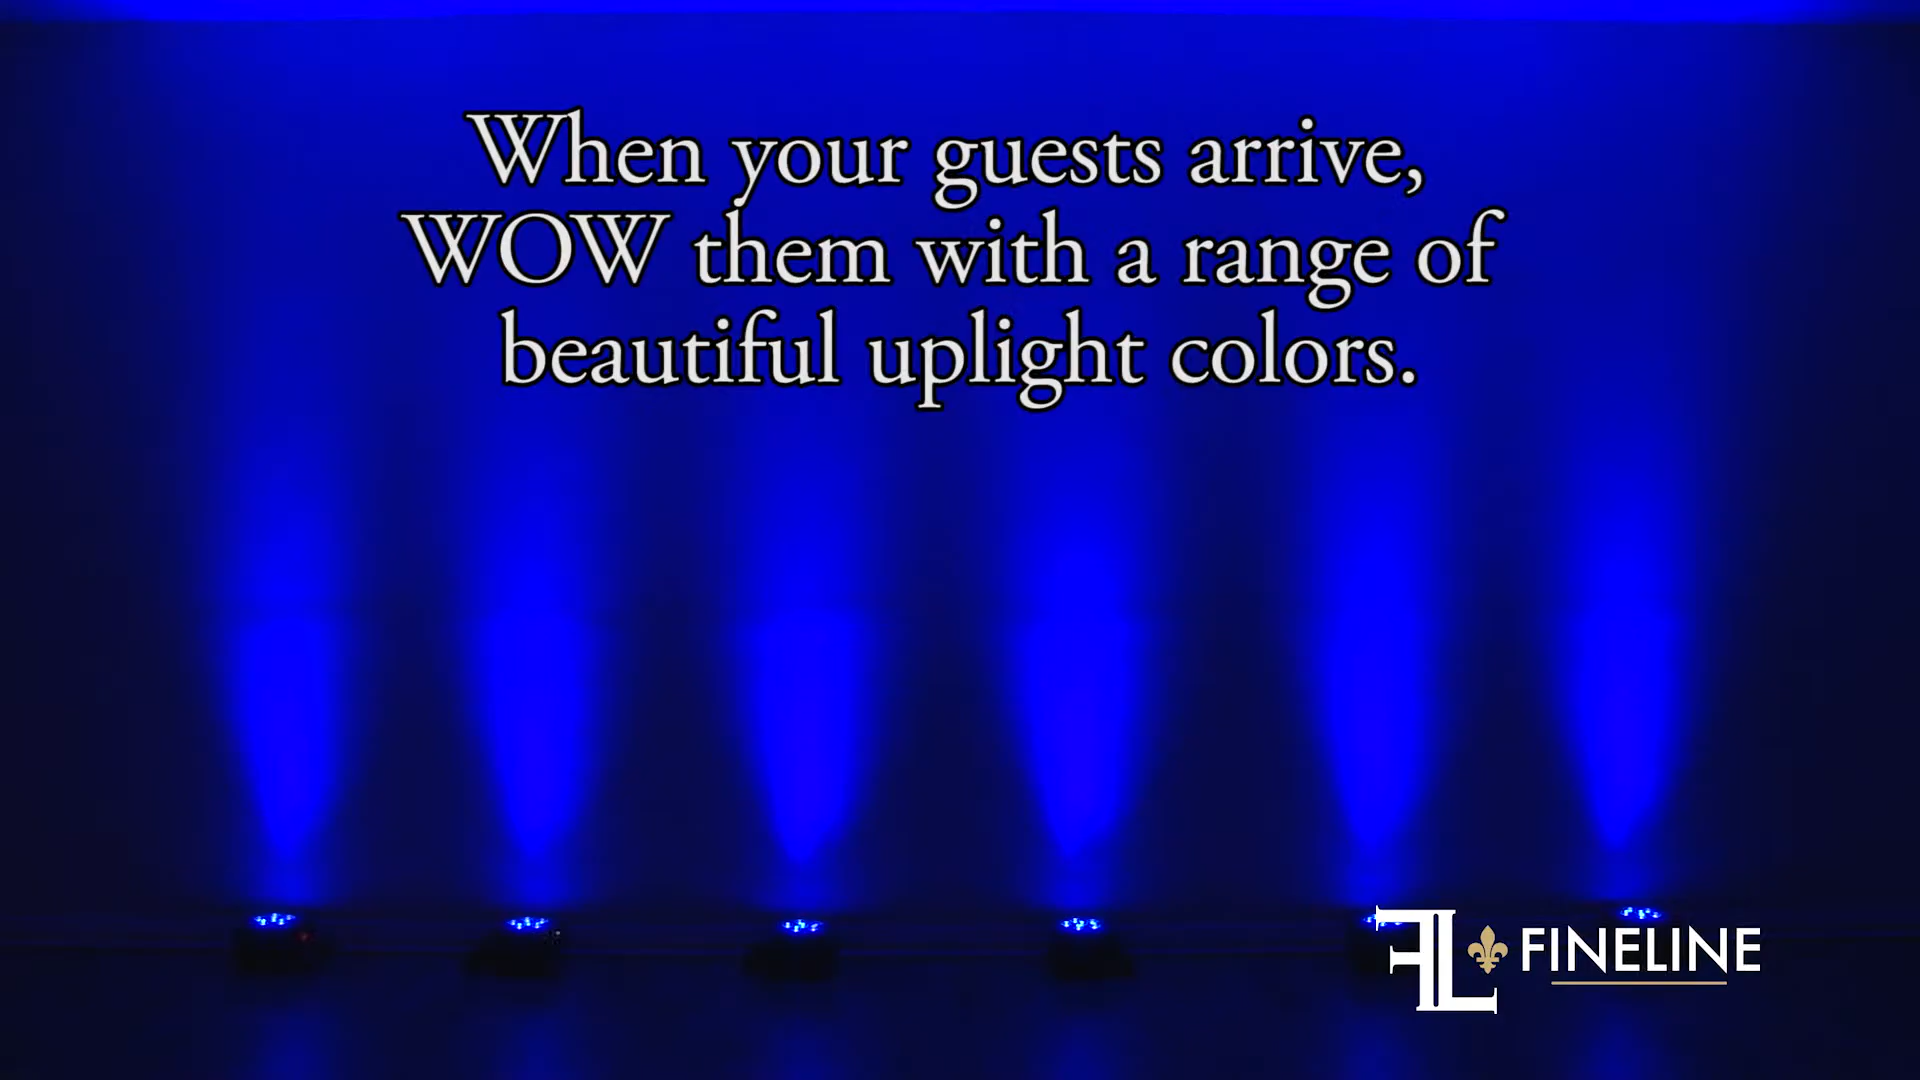 When your guests arrive,
WOW them with a range of
beautiful uplight colors.
FL FINELINE